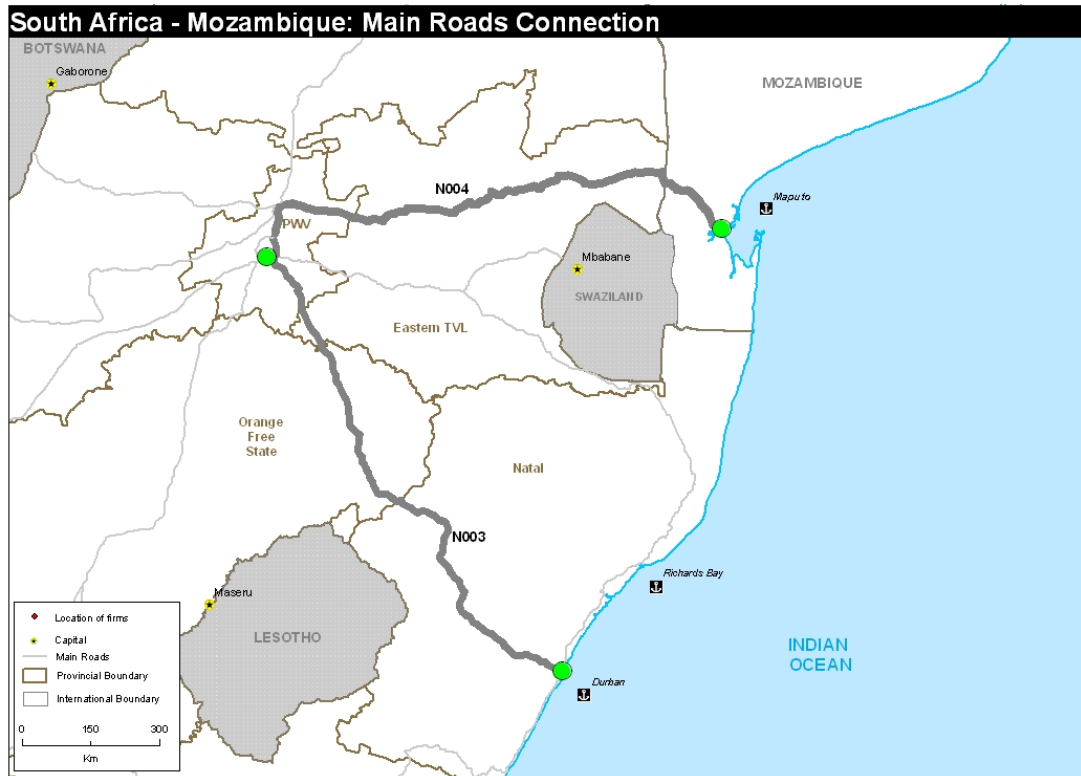 South Africa - Mozambique: Main Roads Connection
BOTSWANA
Gaborone
MOZAMBIQUE
N004
Maputo
PWV
Mbabane
SWAZILAND
Eastern TVL
Orange
Free
State
Natal
N003
Richards Bay
Maseru
LESOTHO
INDIAN
OCEAN
Durban
Location of firms
Capital
Main Roads
Provincial Boundary
International Boundary
0 150 300
Km